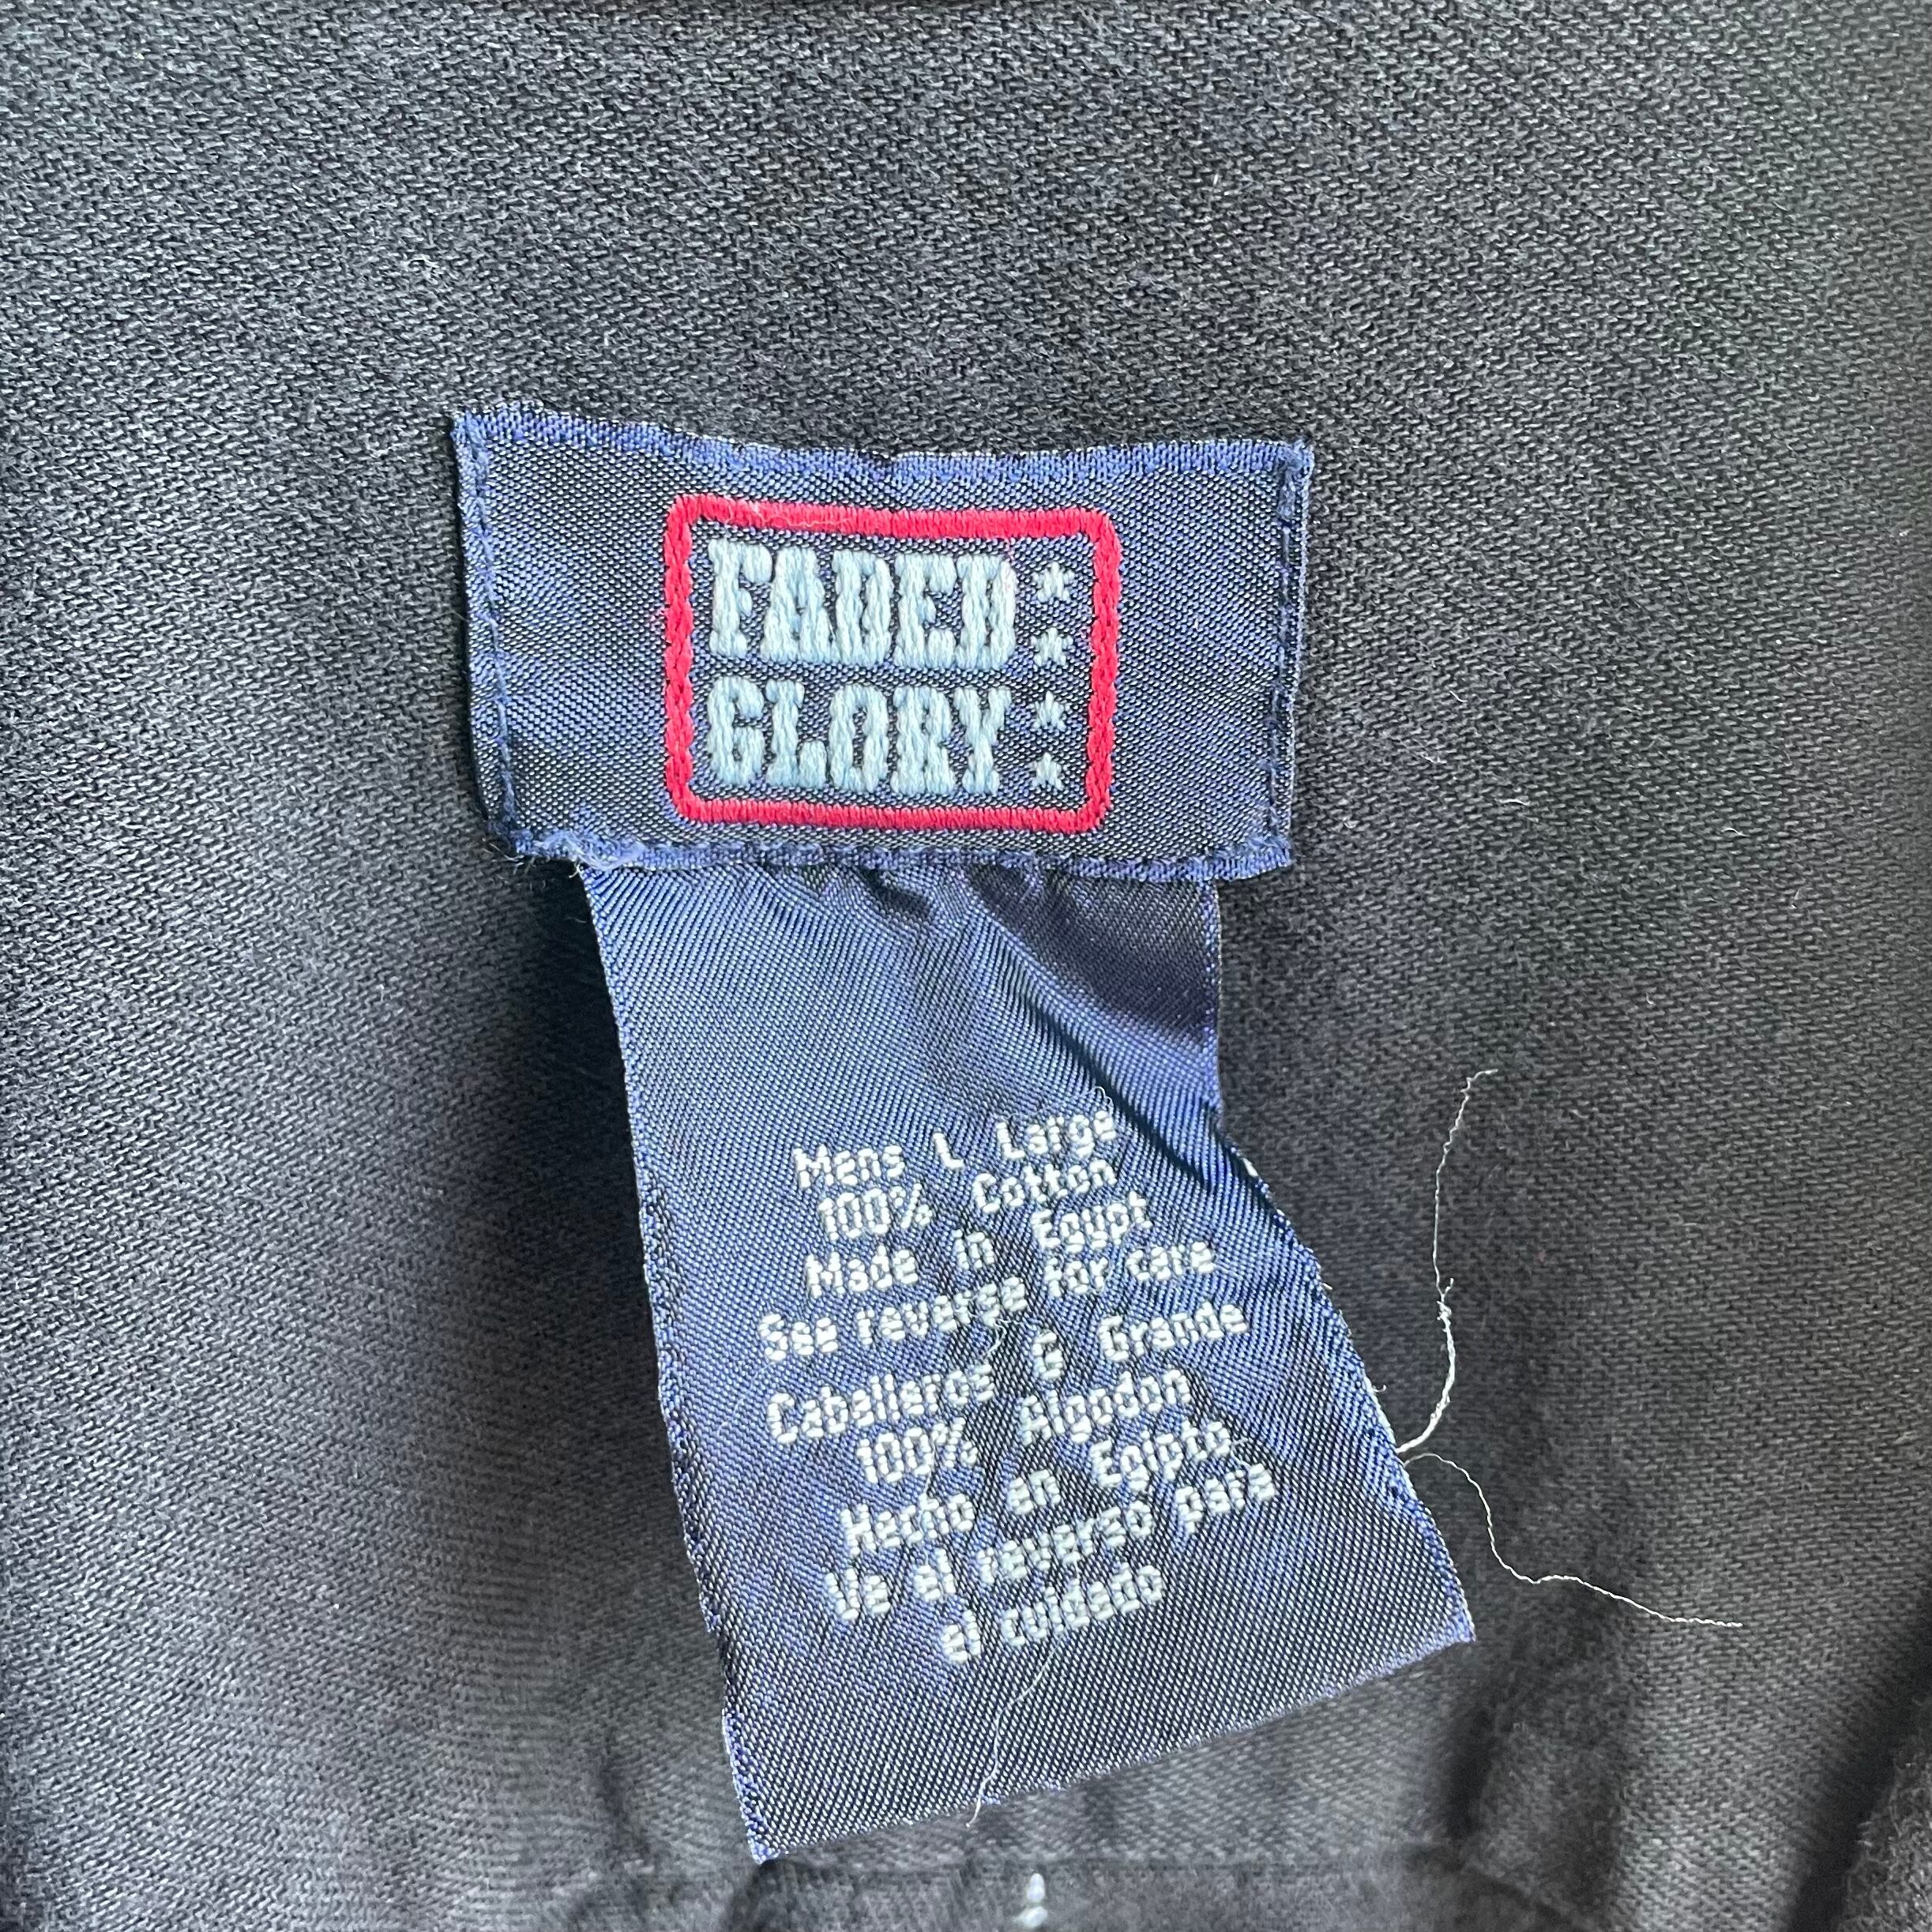 FADED
GLORY
Mens L Large
100% Cotton
Made in Egypt
See reverse for care
Caballeros G Grande
100% Algodon
Hecho en Egipto
Ve el reverso para
el cuidado